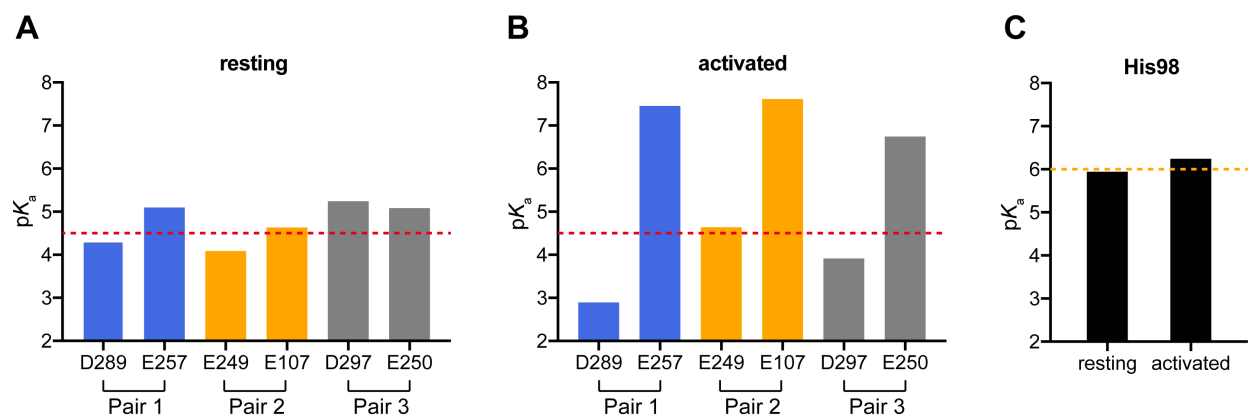 A
resting
8
7
6
5
4
3
2
pKa
D289 E257 E249 E107 D297 E250
Pair 1 Pair 2 Pair 3
B
activated
8
7
6
5
4
3
2
pKa
D289 E257 E249 E107 D297 E250
Pair 1 Pair 2 Pair 3
C
His98
8
7
6
5
4
3
2
pKa
resting activated